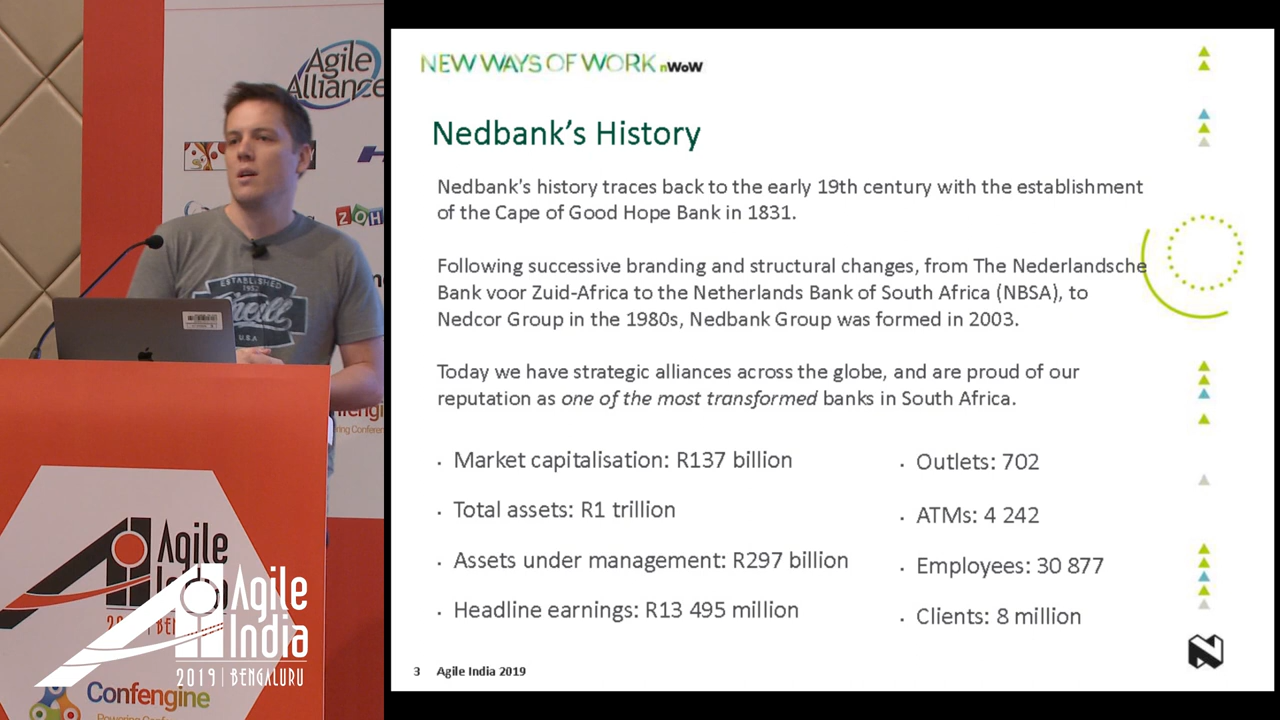 Agile
Alliance
ZOH
ESTABLISHED
1952
O'neill
U.S.A
Confengine
Powering Conf
Agile
India
2019 | BENGALURU
NEW WAYS OF WORK nWoW
Nedbank's History
Nedbank's history traces back to the early 19th century with the establishment
of the Cape of Good Hope Bank in 1831.
Following successive branding and structural changes, from The Nederlandsche
Bank voor Zuid-Africa to the Netherlands Bank of South Africa (NBSA), to
Nedcor Group in the 1980s, Nedbank Group was formed in 2003.
Today we have strategic alliances across the globe, and are proud of our
reputation as one of the most transformed banks in South Africa.
· Market capitalisation: R137 billion
· Total assets: R1 trillion
· Assets under management: R297 billion
· Headline earnings: R13 495 million
· Outlets: 702
· ATMs: 4 242
· Employees: 30 877
· Clients: 8 million
3 Agile India 2019